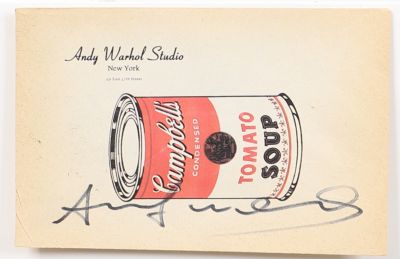 Andy Warhol Studio
New York
Campbell's
CONDENSED
TOMATO
SOUP